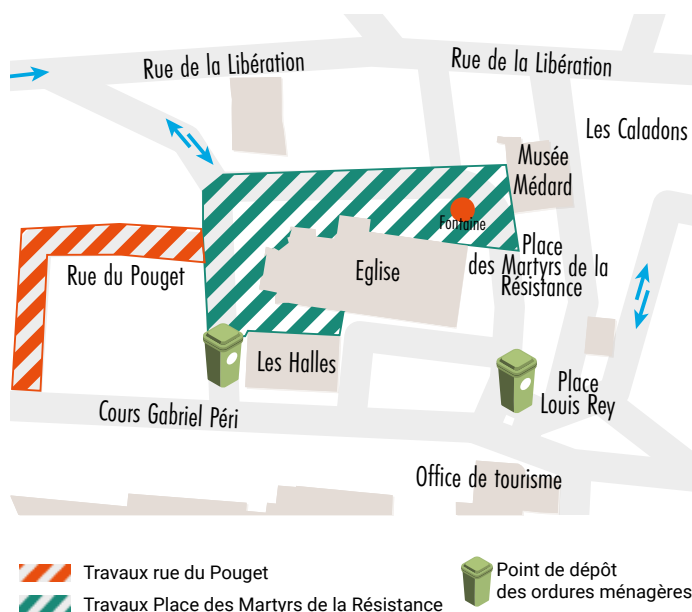 Rue de la Libération
Rue de la Libération
Les Caladons
Musée
Médard
Fontaine
Place
des Martyrs de la
Résistance
Rue du Pouget
Eglise
Les Halles
Place
Louis Rey
Cours Gabriel Péri
Office de tourisme
Travaux rue du Pouget
Travaux Place des Martyrs de la Résistance
Point de dépôt
des ordures ménagères